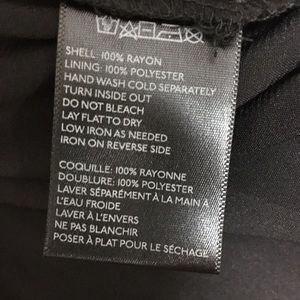 SHELL: 100% RAYON
LINING: 100% POLYESTER
HAND WASH COLD SEPARATELY
TURN INSIDE OUT
DO NOT BLEACH
LAY FLAT TO DRY
LOW IRON AS NEEDED
IRON ON REVERSE SIDE
COQUILLE: 100% RAYONNE
DOUBLURE: 100% POLYESTER
LAVER SÉPARÉMENT À LA MAIN À
L'EAU FROIDE
LAVER À L'ENVERS
NE PAS BLANCHIR
POSER À PLAT POUR LE SÉCHAGE